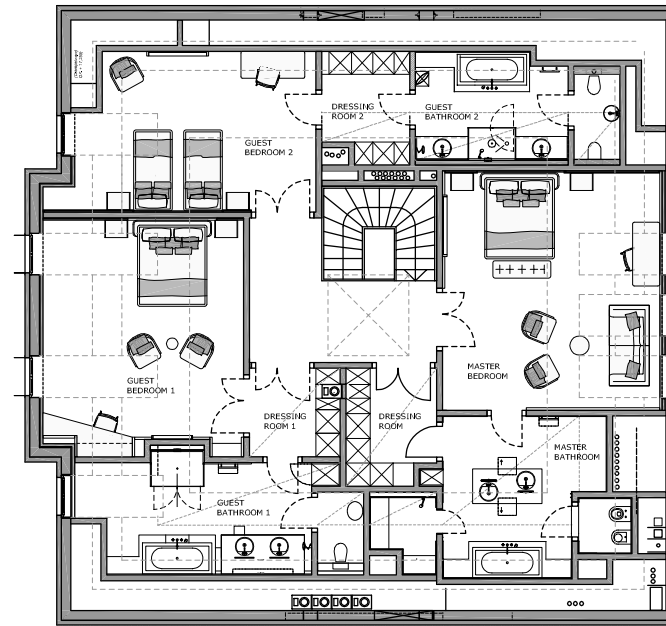 DRESSING
ROOM 2
GUEST
BATHROOM 2
GUEST
BEDROOM 2
GUEST
BEDROOM 1
MASTER
BEDROOM
DRESSING
ROOM 1
DRESSING
ROOM
MASTER
BATHROOM
GUEST
BATHROOM 1